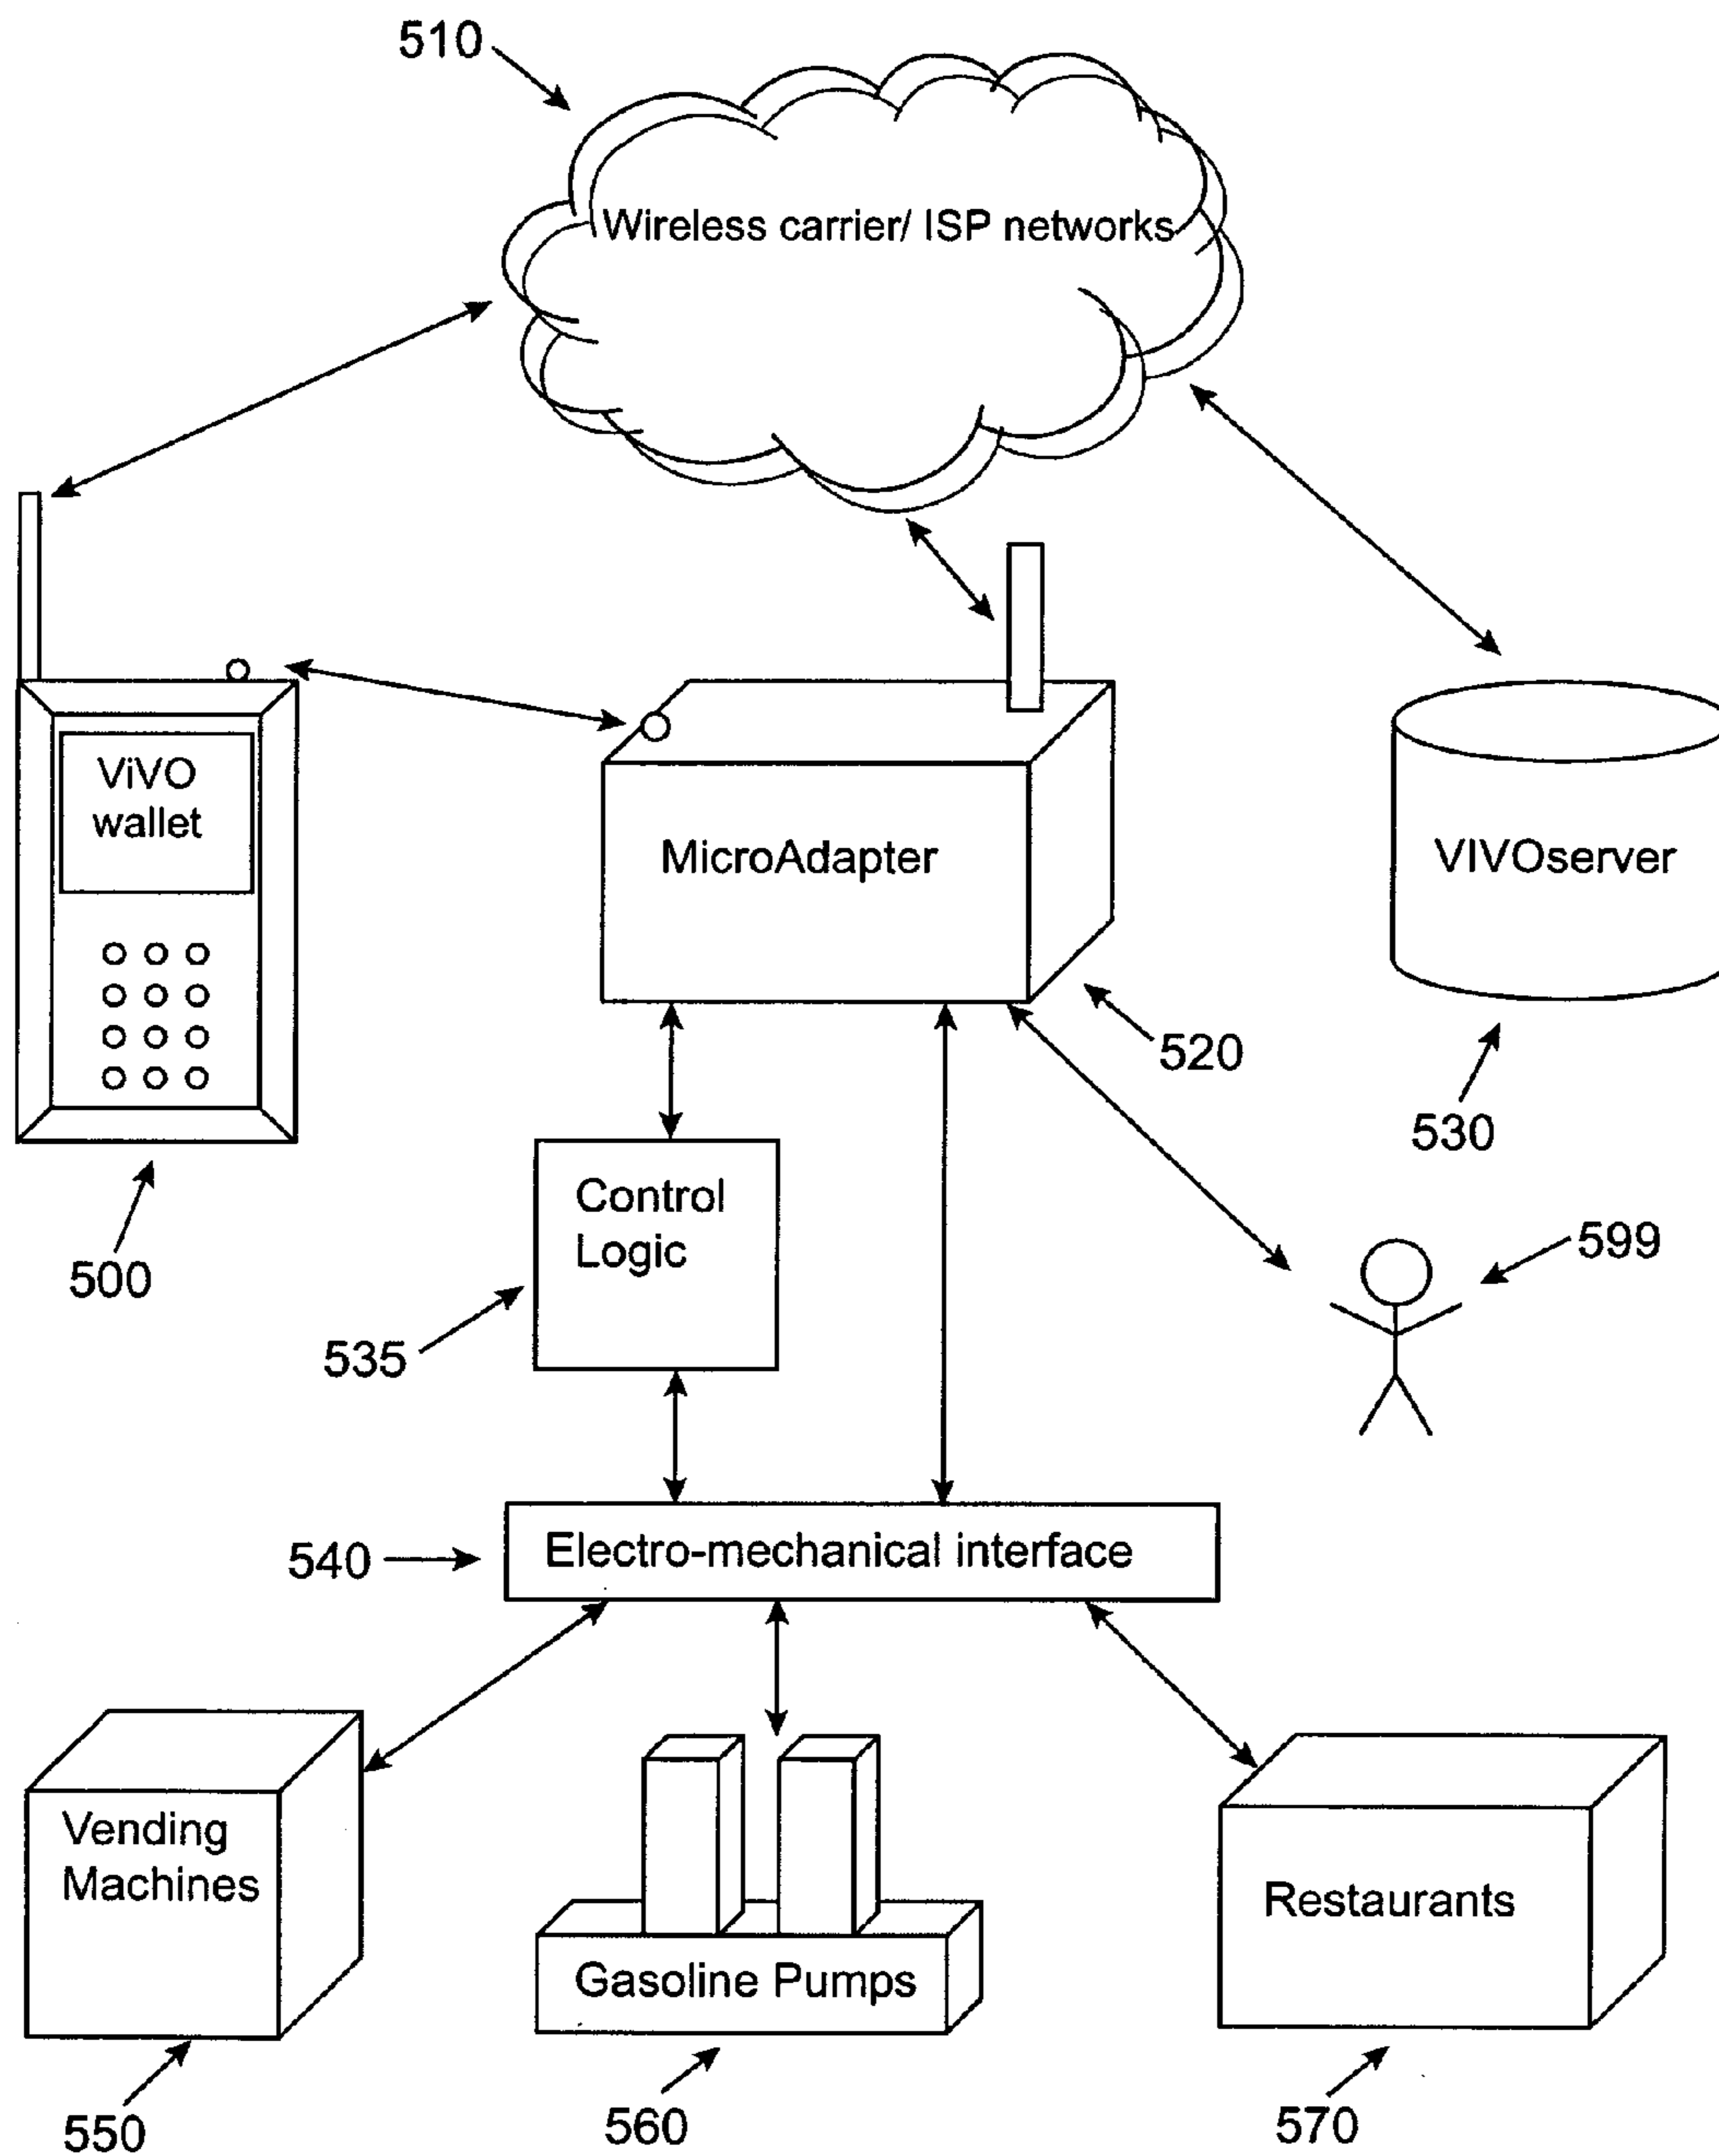 510
Wireless carrier/ ISP networks
ViVO
wallet
MicroAdapter
VIVOserver
520
530
500
Control
Logic
599
535
540
Electro-mechanical interface
Vending
Machines
Gasoline Pumps
Restaurants
550
560
570